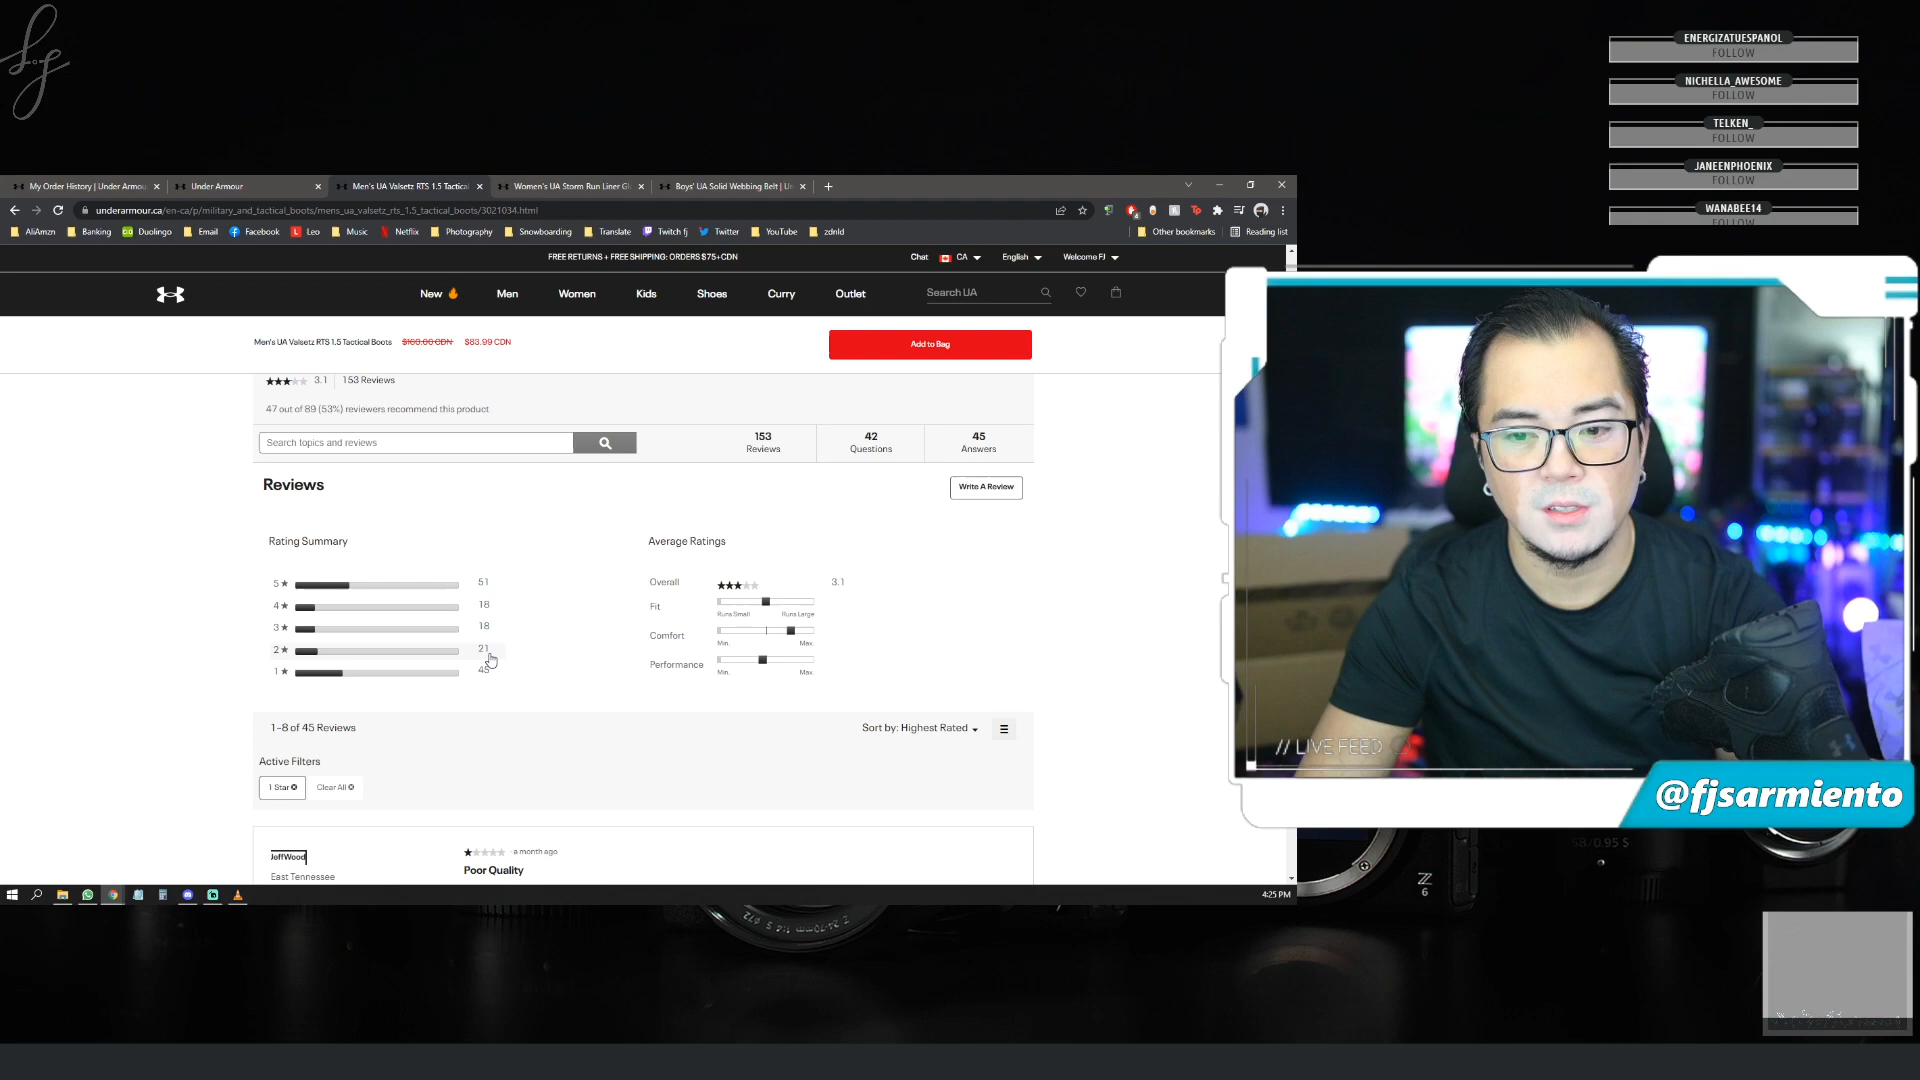 ENERGIZATUESPANOL
FOLLOW
NICHELLA_AWESOME
FOLLOW
TELKEN_
FOLLOW
JANEENPHOENIX
FOLLOW
WANABEE14
FOLLOW
My Order History | Under Armou
Under Armour
Men's UA Valsetz RTS 1.5 Tactical
Women's UA Storm Run Liner Gl
Boys' UA Solid Webbing Belt | Un
underarmour.ca/en-ca/p/military_and_tactical_boots/mens_ua_valsetz_rts_1.5_tactical_boots/3021034.html
AliAmzn Banking Duolingo Email Facebook Leo Music Netflix Photography Snowboarding Translate Twitch fj Twitter YouTube zdnld Other bookmarks Reading list
FREE RETURNS + FREE SHIPPING: ORDERS $75+CDN
Chat CA English Welcome FJ
New Men Women Kids Shoes Curry Outlet Search UA
Men's UA Valsetz RTS 1.5 Tactical Boots $160.00 CDN $83.99 CDN
Add to Bag
3.1 153 Reviews
47 out of 89 (53%) reviewers recommend this product
Search topics and reviews
153 Reviews
42 Questions
45 Answers
Reviews
Write A Review
Rating Summary
5★ 51
4★ 18
3★ 18
2★ 21
1★ 45
Average Ratings
Overall ★★★★★ 3.1
Fit
Runs Small Runs Large
Comfort
Min. Max.
Performance
Min. Max.
1–8 of 45 Reviews
Sort by: Highest Rated
Active Filters
1 Star Clear All
JeffWood
East Tennessee
★★★★★ · a month ago
Poor Quality
4:25 PM
// LIVE FEED
@fjsarmiento
58/0.95 S
Z
6